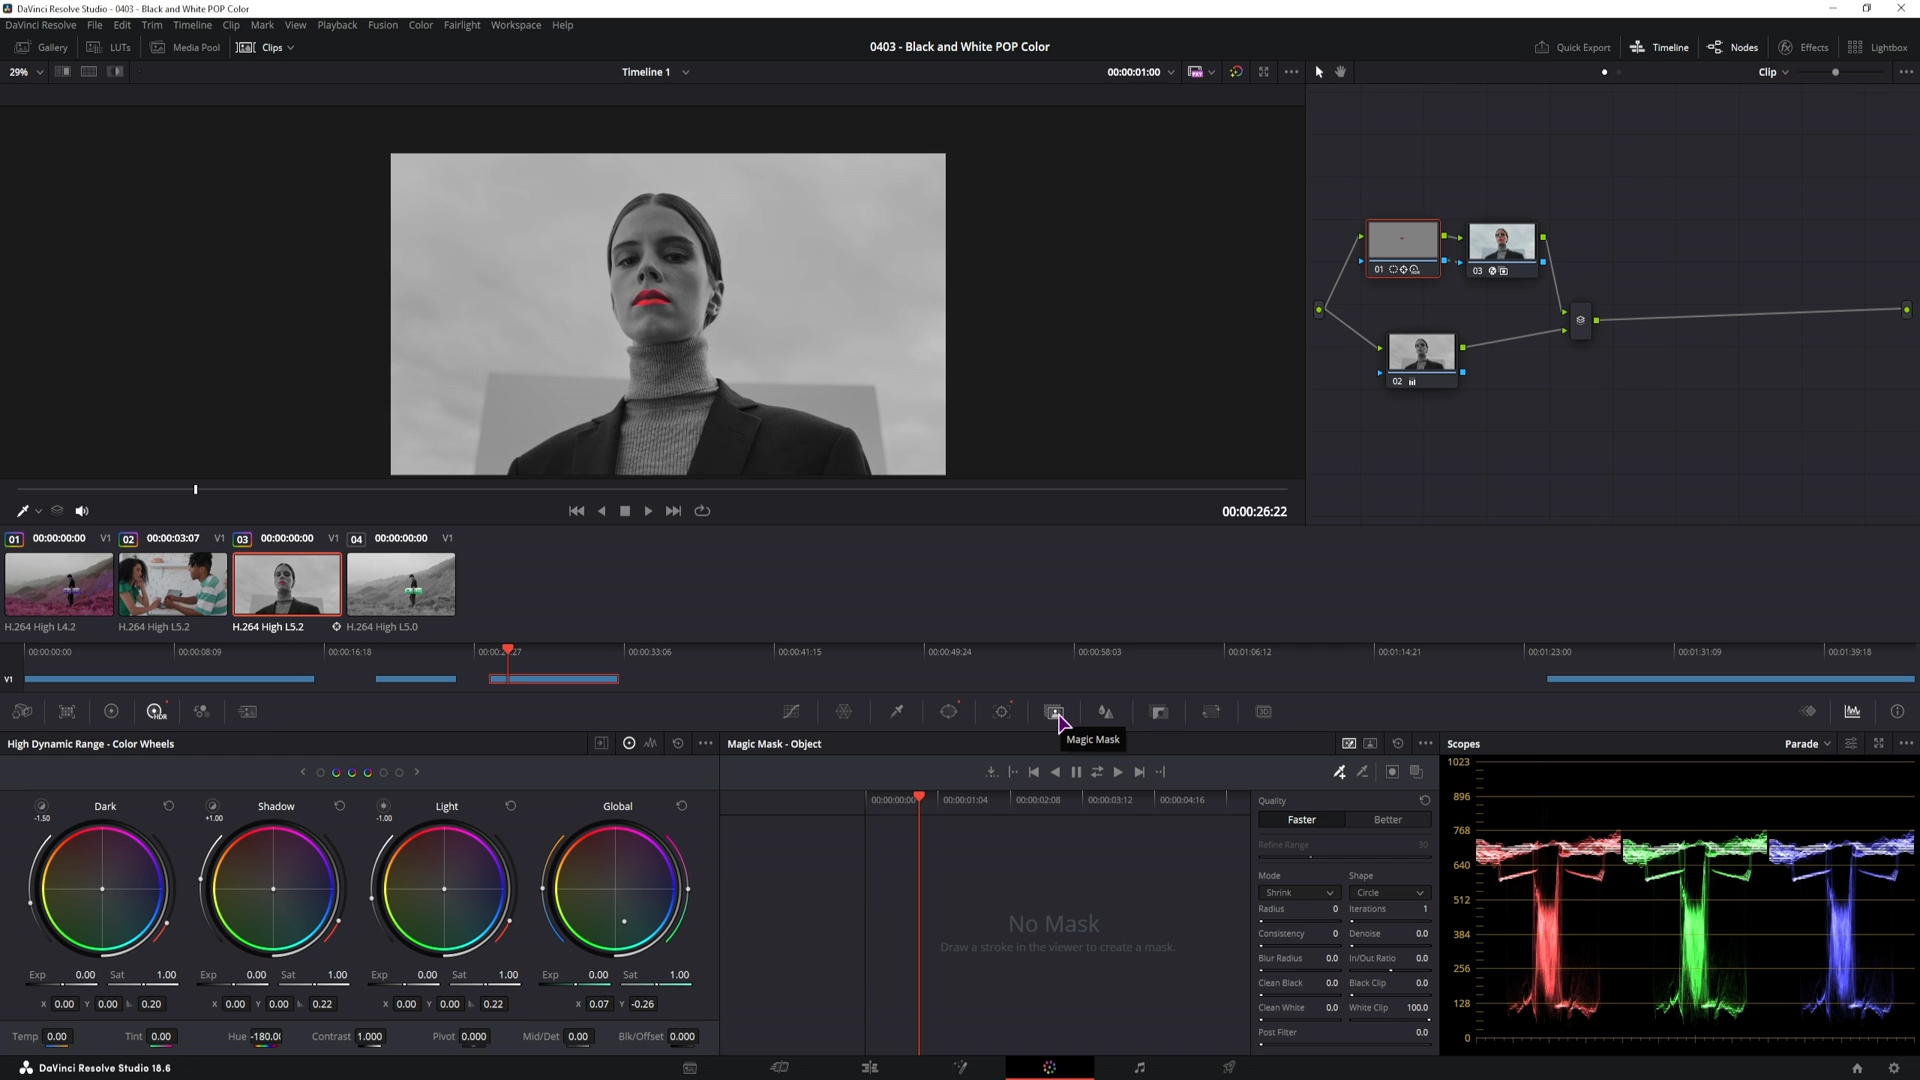 DaVinci Resolve Studio - 0403 - Black and White POP Color
DaVinci Resolve File Edit Trim Timeline Clip Mark View Playback Fusion Color Fairlight Workspace Help
Gallery LUTs Media Pool Clips 0403 - Black and White POP Color Quick Export Timeline Nodes Effects Lightbox
29% Timeline 1 00:00:01:00 Clip
01 03
02
00:00:26:22
01 00:00:00:00 V1 02 00:00:03:07 V1 03 00:00:00:00 V1 04 00:00:00:00 V1
H.264 High L4.2 H.264 High L5.2 H.264 High L5.2 H.264 High L5.0
00:00:00:00 00:00:08:09 00:00:16:18 00:00:33:06 00:00:41:15 00:00:49:24 00:00:58:03 00:01:06:12 00:01:14:21 00:01:23:00 00:01:31:09 00:01:39:18
V1
HDR 3D
Magic Mask
High Dynamic Range - Color Wheels Magic Mask - Object Scopes Parade
Dark Shadow Light Global
-1.50 +1.00 -1.00
00:00:00:00 00:00:01:04 00:00:02:08 00:00:03:12 00:00:04:16
Quality
Faster Better
Refine Range 30
Mode Shape
Shrink Circle
Radius 0 Iterations 1
Consistency 0 Denoise 0.0
Blur Radius 0.0 In/Out Ratio 0.0
Clean Black 0.0 Black Clip 0.0
Clean White 0.0 White Clip 100.0
Post Filter 0.0
No Mask
Draw a stroke in the viewer to create a mask.
1023
896
768
640
512
384
256
128
0
Exp 0.00 Sat 1.00 Exp 0.00 Sat 1.00 Exp 0.00 Sat 1.00 Exp 0.00 Sat 1.00
X 0.00 Y 0.00 0.20 X 0.00 Y 0.00 0.22 X 0.00 Y 0.00 0.22 X 0.07 Y -0.26
Temp 0.00 Tint 0.00 Hue -180.0 Contrast 1.000 Pivot 0.000 Mid/Det 0.00 Blk/Offset 0.000
DaVinci Resolve Studio 18.6